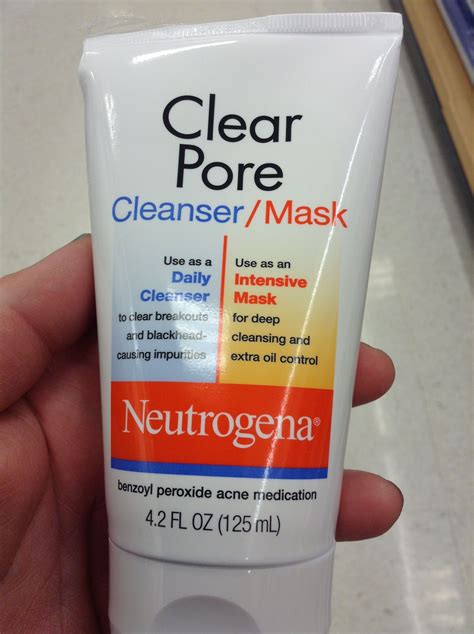 Clear
Pore
Cleanser/Mask
Use as a
Daily
Cleanser
to clear breakouts
and blackhead-
causing impurities
Use as an
Intensive
Mask
for deep
cleansing and
extra oil control
Neutrogena®
benzoyl peroxide acne medication
4.2 FL OZ (125 mL)